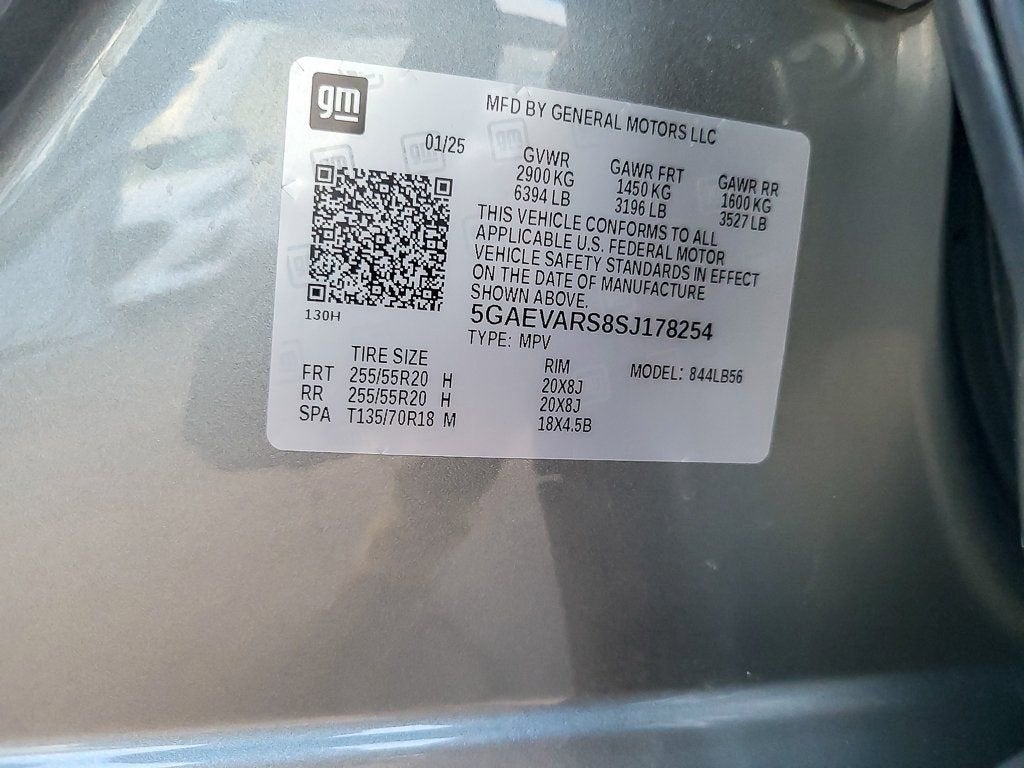 gm
MFD BY GENERAL MOTORS LLC
01/25
GVWR GAWR FRT GAWR RR
2900 KG 1450 KG 1600 KG
6394 LB 3196 LB 3527 LB
THIS VEHICLE CONFORMS TO ALL
APPLICABLE U.S. FEDERAL MOTOR
VEHICLE SAFETY STANDARDS IN EFFECT
ON THE DATE OF MANUFACTURE
SHOWN ABOVE.
130H
5GAEVARS8SJ178254
TYPE: MPV
TIRE SIZE RIM MODEL: 844LB56
FRT 255/55R20 H 20X8J
RR 255/55R20 H 20X8J
SPA T135/70R18 M 18X4.5B